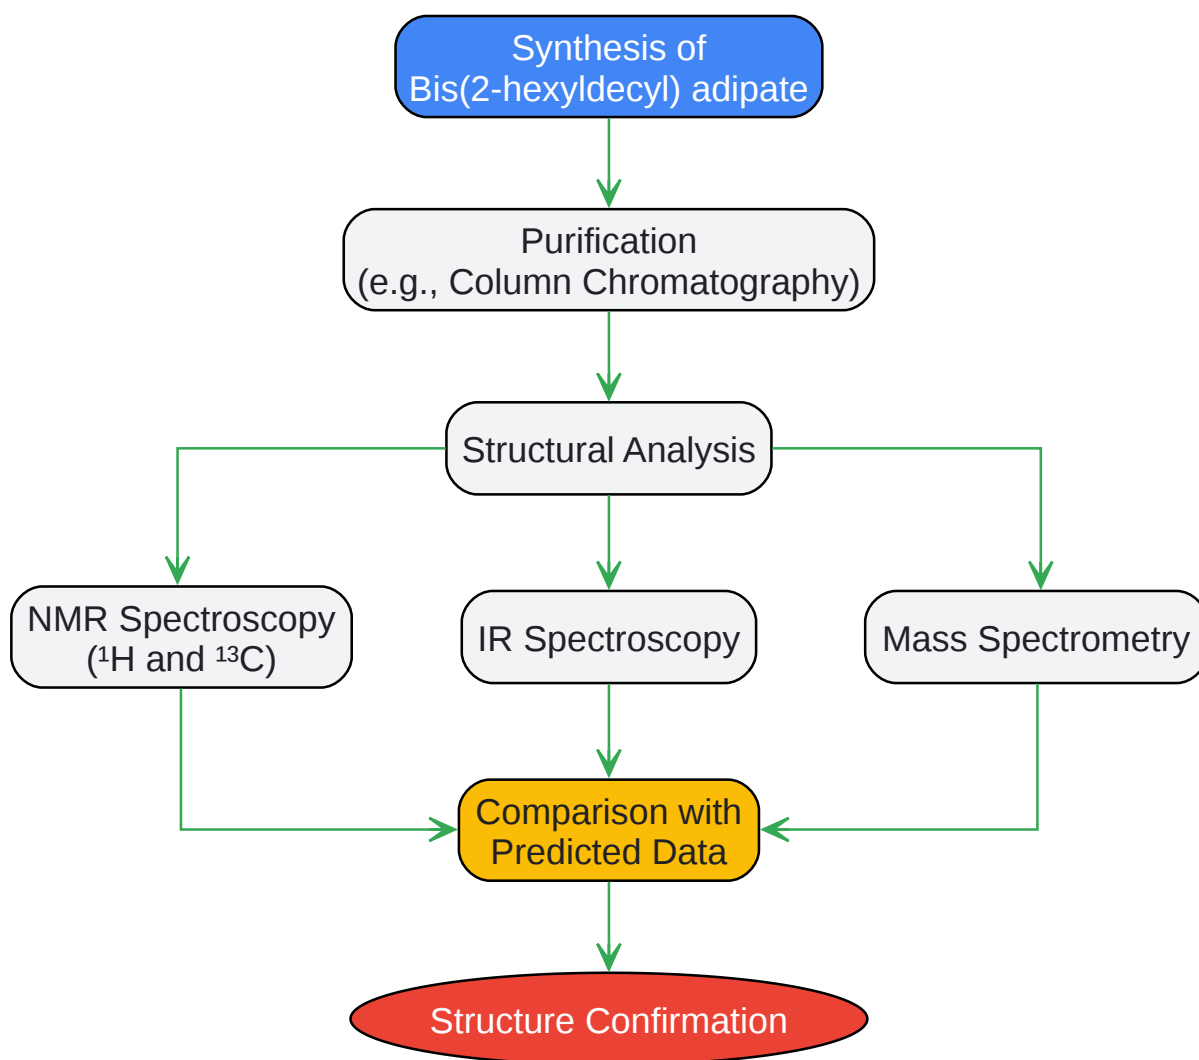 Synthesis of
Bis(2-hexyldecyl) adipate
Purification
(e.g., Column Chromatography)
Structural Analysis
NMR Spectroscopy
(¹H and ¹³C)
IR Spectroscopy
Mass Spectrometry
Comparison with
Predicted Data
Structure Confirmation